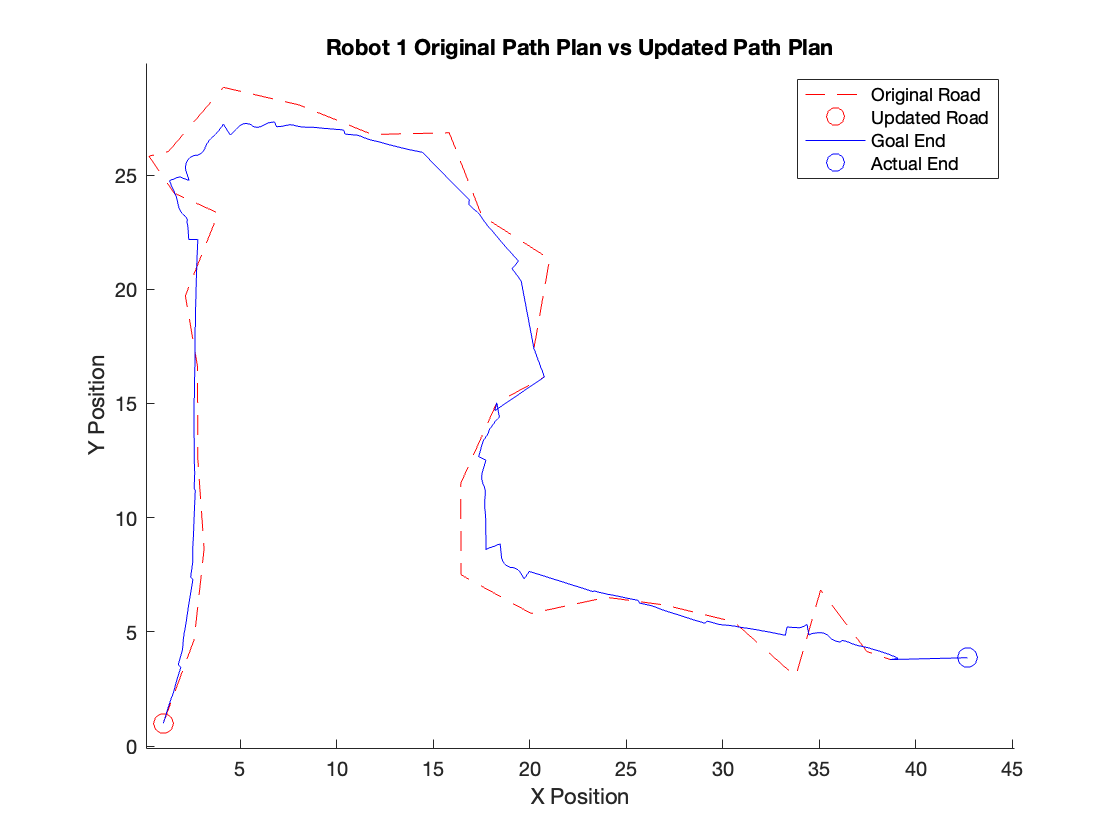 Robot 1 Original Path Plan vs Updated Path Plan
Original Road
Updated Road
Goal End
Actual End
25
20
15
10
5
0
Y Position
5 10 15 20 25 30 35 40 45
X Position